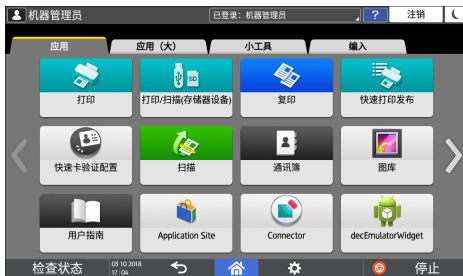 机器管理员
已登录: 机器管理员
?
注销
应用
应用（大）
小工具
编入
打印
打印/扫描(存储器设备)
SD
复印
快速打印发布
快速卡验证配置
扫描
通讯簿
图库
用户指南
Application Site
Connector
decEmulatorWidget
检查状态
03 10 2018
17 : 04
停止